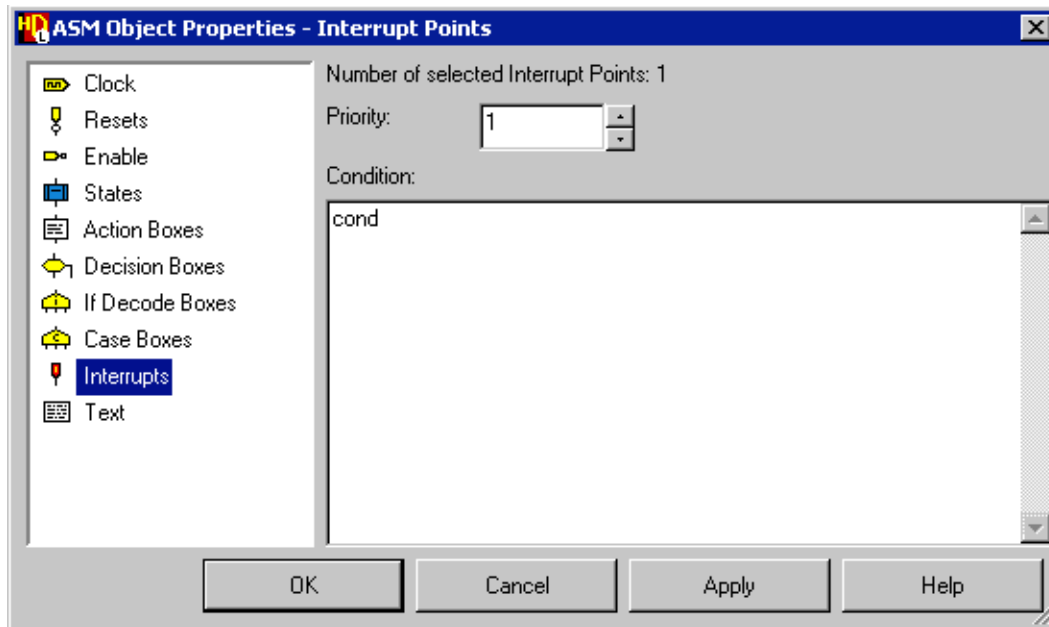 ASM Object Properties - Interrupt Points
Clock
Resets
Enable
States
Action Boxes
Decision Boxes
If Decode Boxes
Case Boxes
Interrupts
Text
Number of selected Interrupt Points: 1
Priority: 1
Condition:
cond
OK Cancel Apply Help